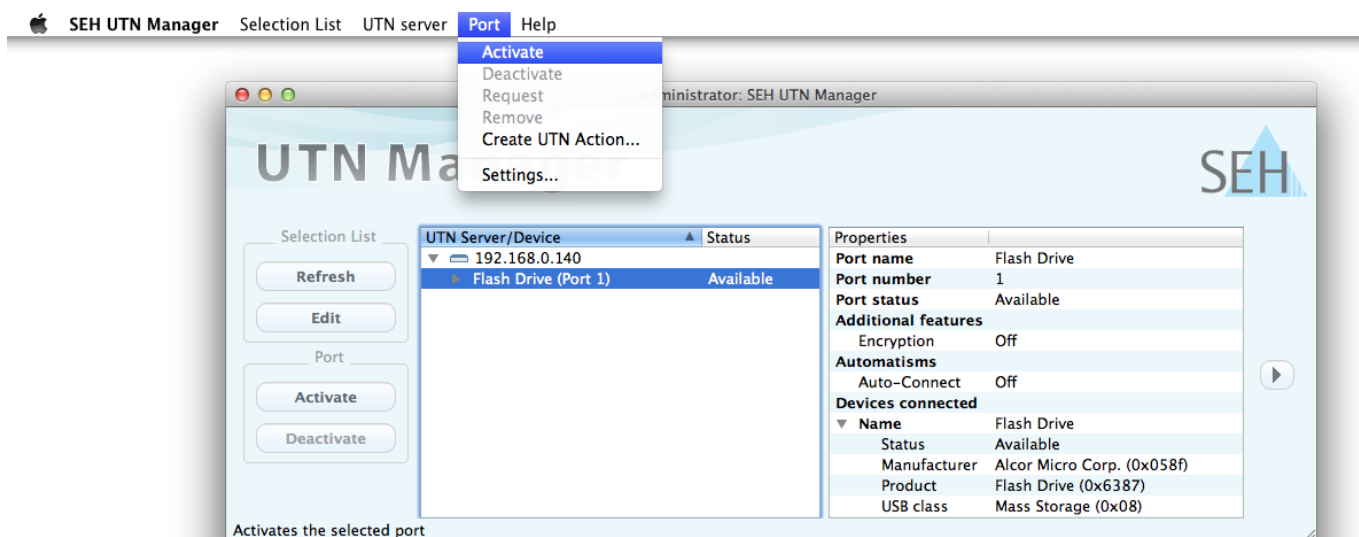 SEH UTN Manager Selection List UTN server Port Help
Activate
Deactivate
Request
Remove
Create UTN Action...
Settings...
ministrator: SEH UTN Manager
UTN Ma
SEH
Selection List
Refresh
Edit
Port
Activate
Deactivate
UTN Server/Device Status
192.168.0.140
Flash Drive (Port 1) Available
Properties
Port name Flash Drive
Port number 1
Port status Available
Additional features
Encryption Off
Automatisms
Auto-Connect Off
Devices connected
Name Flash Drive
Status Available
Manufacturer Alcor Micro Corp. (0x058f)
Product Flash Drive (0x6387)
USB class Mass Storage (0x08)
Activates the selected port